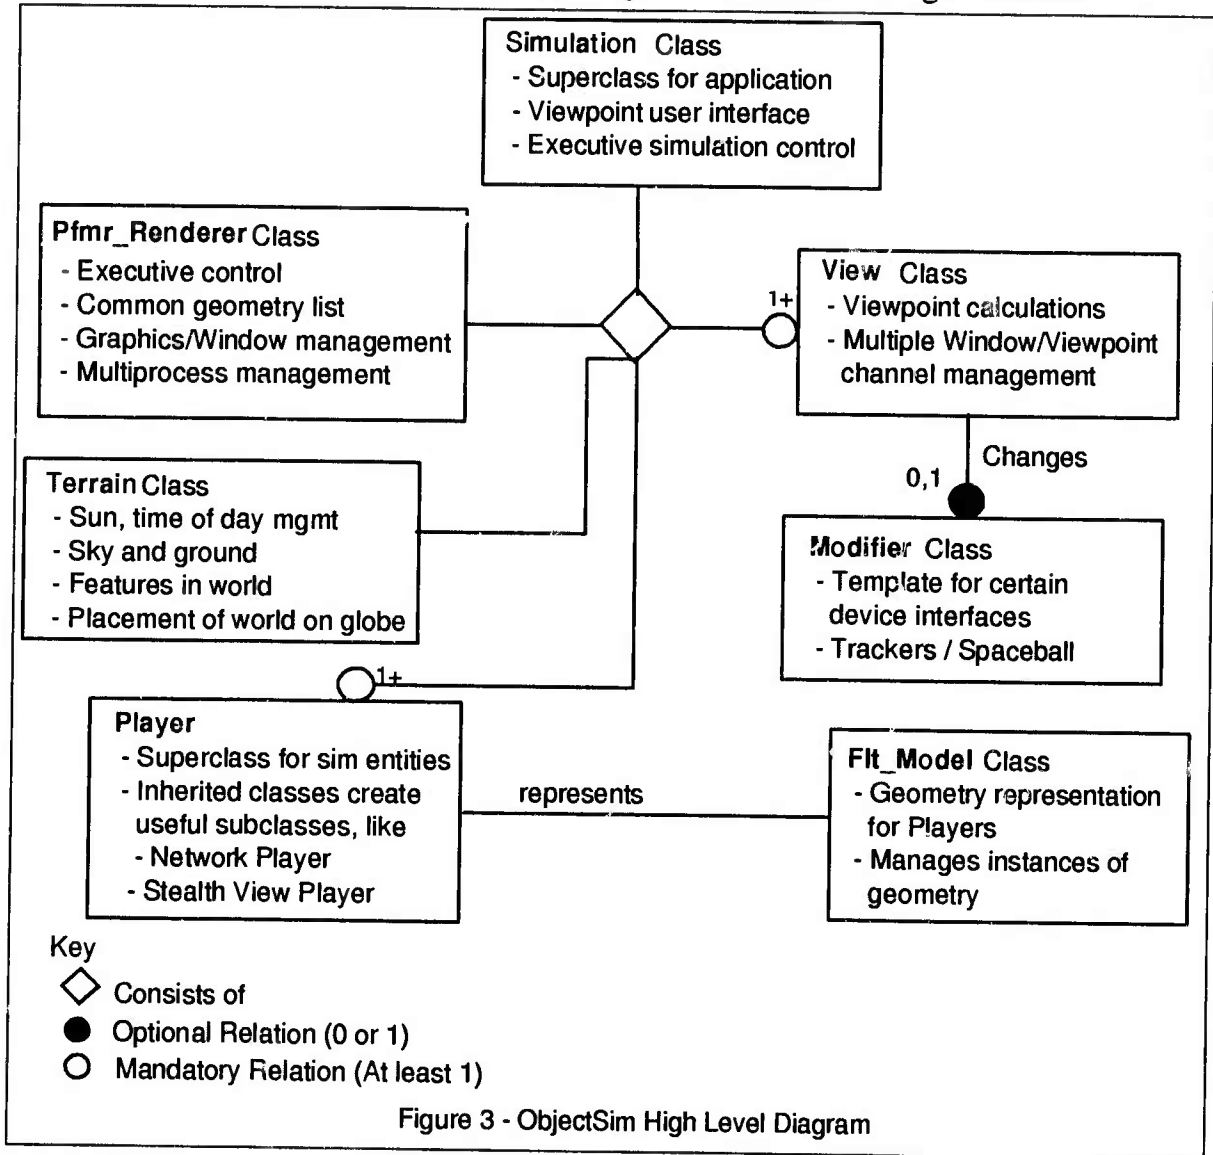 Simulation Class
- Superclass for application
- Viewpoint user interface
- Executive simulation control
Pfmr_Renderer Class
- Executive control
- Common geometry list
- Graphics/Window management
- Multiprocess management
1+
View Class
- Viewpoint calculations
- Multiple Window/Viewpoint
channel management
Changes
0,1
Terrain Class
- Sun, time of day mgmt
- Sky and ground
- Features in world
- Placement of world on globe
Modifier Class
- Template for certain
device interfaces
- Trackers / Spaceball
1+
Player
- Superclass for sim entities
- Inherited classes create
useful subclasses, like
- Network Player
- Stealth View Player
represents
Flt_Model Class
- Geometry representation
for Players
- Manages instances of
geometry
Key
Consists of
Optional Relation (0 or 1)
Mandatory Relation (At least 1)
Figure 3 - ObjectSim High Level Diagram